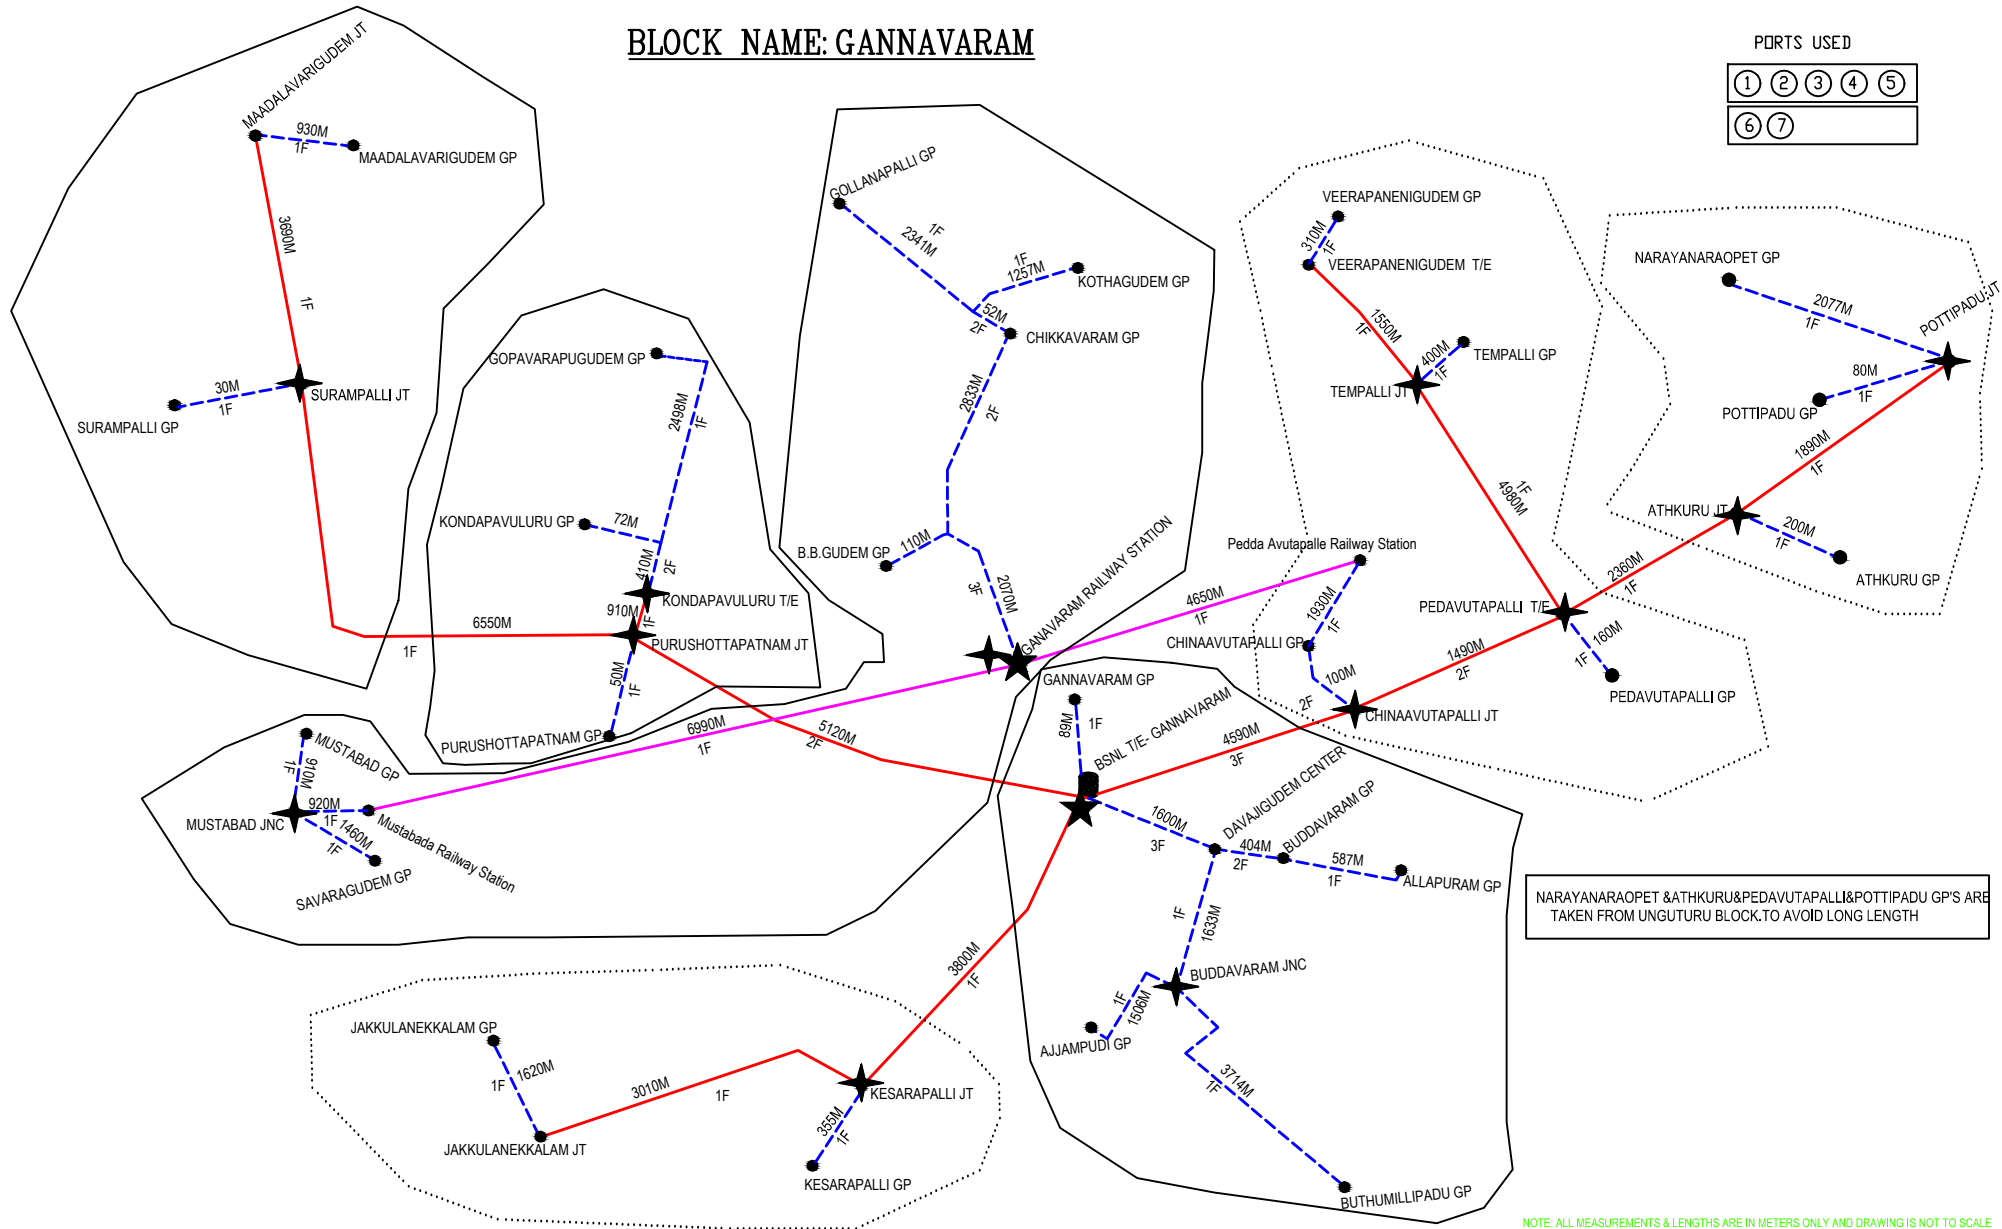 BLOCK NAME: GANNAVARAM
PORTS USED
1 2 3 4 5
6 7
MAADALAVARIGUDEM JT
930M
1F
MAADALAVARIGUDEM GP
3690M
1F
30M
1F
SURAMPALLI JT
SURAMPALLI GP
6550M
1F
GOPAVARAPUGUDEM GP
2498M
1F
KONDAPAVULURU GP
72M
410M
2F
KONDAPAVULURU T/E
910M
1F
PURUSHOTTAPATNAM JT
50M
1F
PURUSHOTTAPATNAM GP
5120M
2F
GOLLANAPALLI GP
1F
2341M
1F
1257M
KOTHAGUDEM GP
52M
2F
CHIKKAVARAM GP
2833M
2F
B.B.GUDEM GP
110M
2070M
3F
GANAVARAM RAILWAY STATION
4650M
1F
6990M
1F
VEERAPANENIGUDEM GP
310M
1F
VEERAPANENIGUDEM T/E
1550M
1F
400M
1F
TEMPALLI GP
TEMPALLI JT
1F
4980M
Pedda Avutapalle Railway Station
1930M
1F
CHINAAVUTAPALLI GP
100M
2F
CHINAAVUTAPALLI JT
PEDAVUTAPALLI T/E
1490M
2F
160M
1F
PEDAVUTAPALLI GP
2360M
1F
NARAYANARAOPET GP
2077M
1F
POTTIPADU JT
80M
1F
POTTIPADU GP
1890M
1F
ATHKURU JT
200M
1F
ATHKURU GP
GANNAVARAM GP
89M
1F
BSNL T/E- GANNAVARAM
4590M
3F
1600M
3F
DAVAJIGUDEM CENTER
404M
2F
BUDDAVARAM GP
587M
1F
ALLAPURAM GP
1F
1633M
BUDDAVARAM JNC
1F
1506M
AJJAMPUDI GP
3714M
1F
BUTHUMILLIPADU GP
MUSTABAD GP
910M
1F
920M
1F
MUSTABAD JNC
1460M
1F
Mustabada Railway Station
SAVARAGUDEM GP
3800M
1F
JAKKULANEKKALAM GP
1620M
1F
3010M
1F
JAKKULANEKKALAM JT
KESARAPALLI JT
355M
1F
KESARAPALLI GP
NARAYANARAOPET &ATHKURU&PEDAVUTAPALLI&POTTIPADU GP'S ARE
TAKEN FROM UNGUTURU BLOCK.TO AVOID LONG LENGTH
NOTE: ALL MEASUREMENTS & LENGTHS ARE IN METERS ONLY AND DRAWING IS NOT TO SCALE